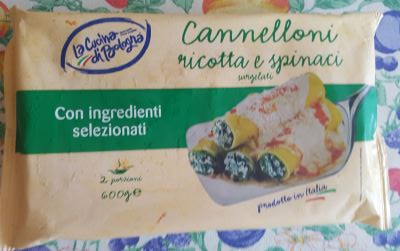 La Cucina
di Bologna
Cannelloni
ricotta e spinaci
surgelati
Con ingredienti
selezionati
2 porzioni
600g e
prodotto in Italia